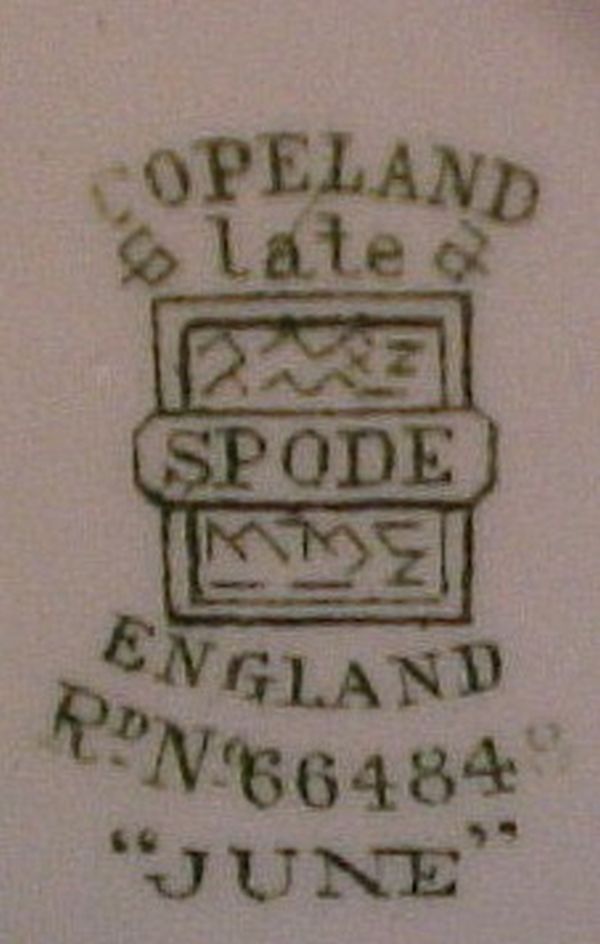 COPELAND
late
SPODE
ENGLAND
RD. No. 66484
"JUNE"